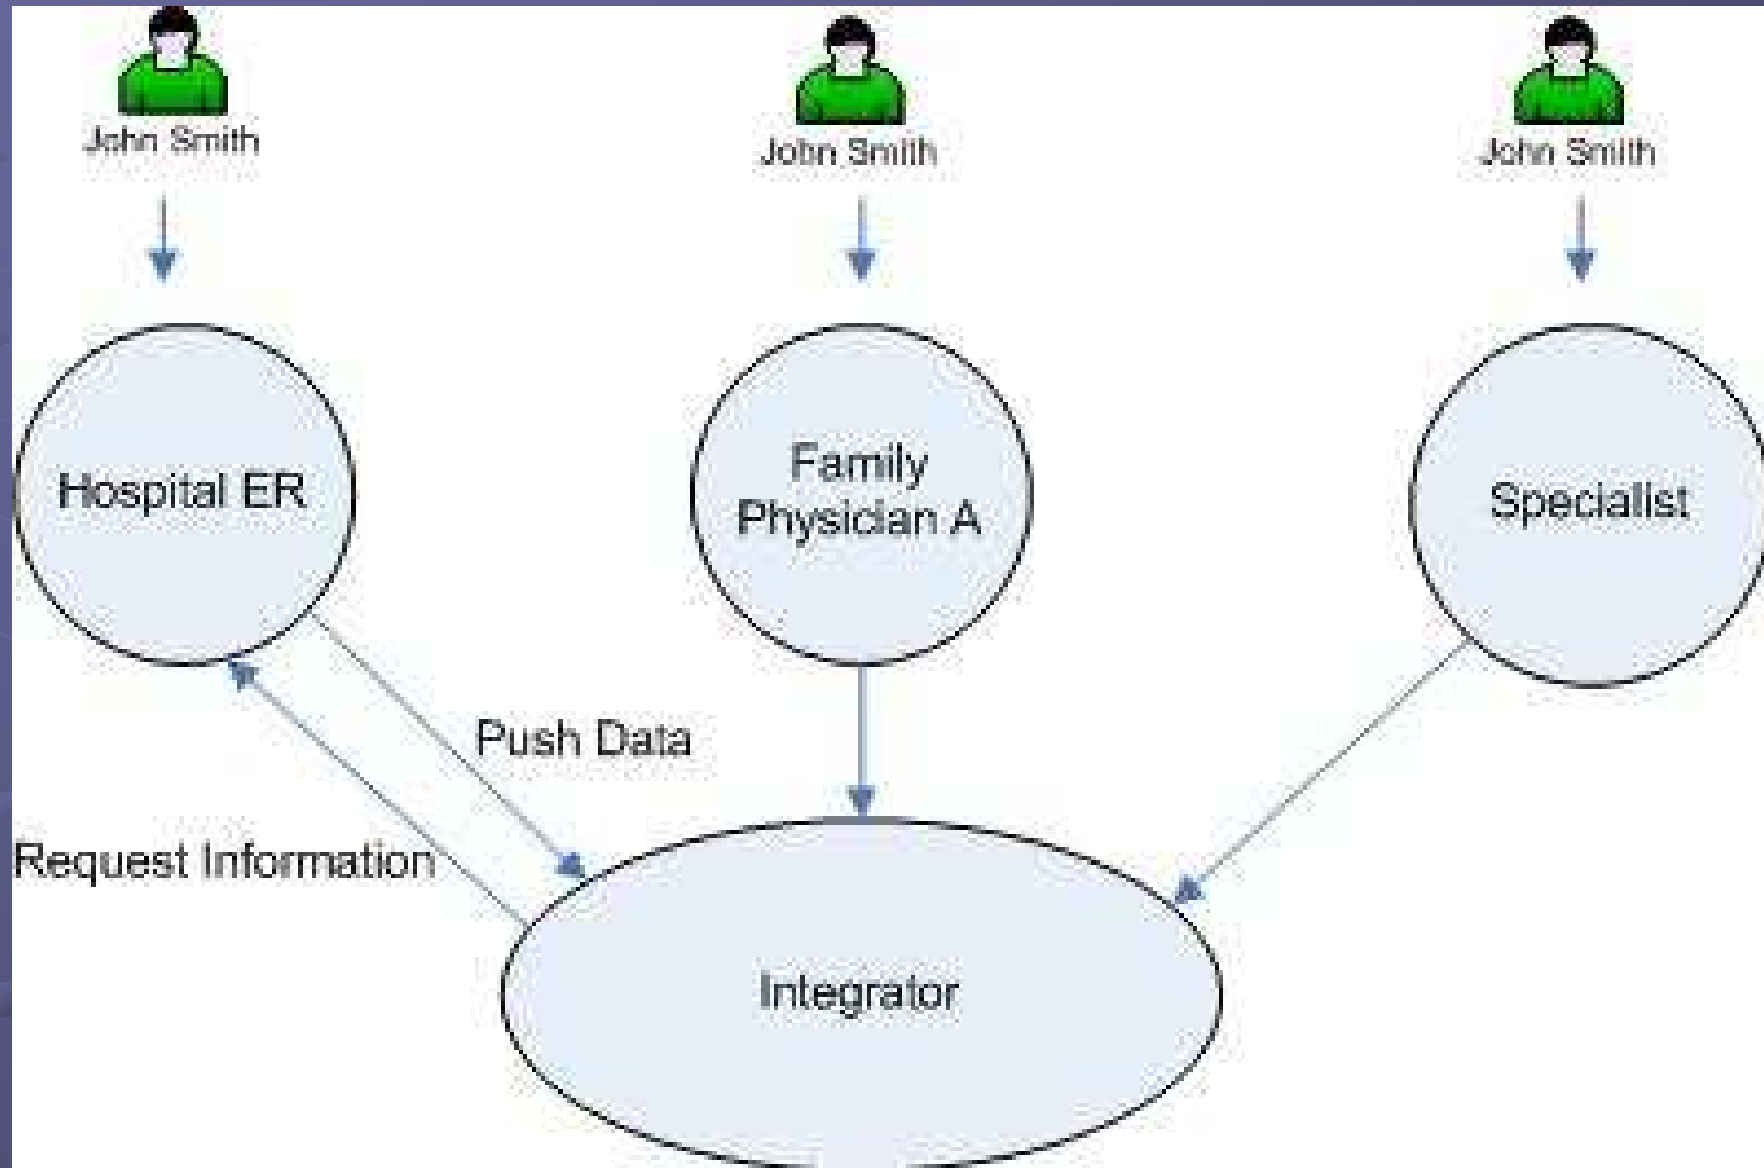 John Smith
John Smith
John Smith
Hospital ER
Family
Physician A
Specialist
Push Data
Request Information
Integrator